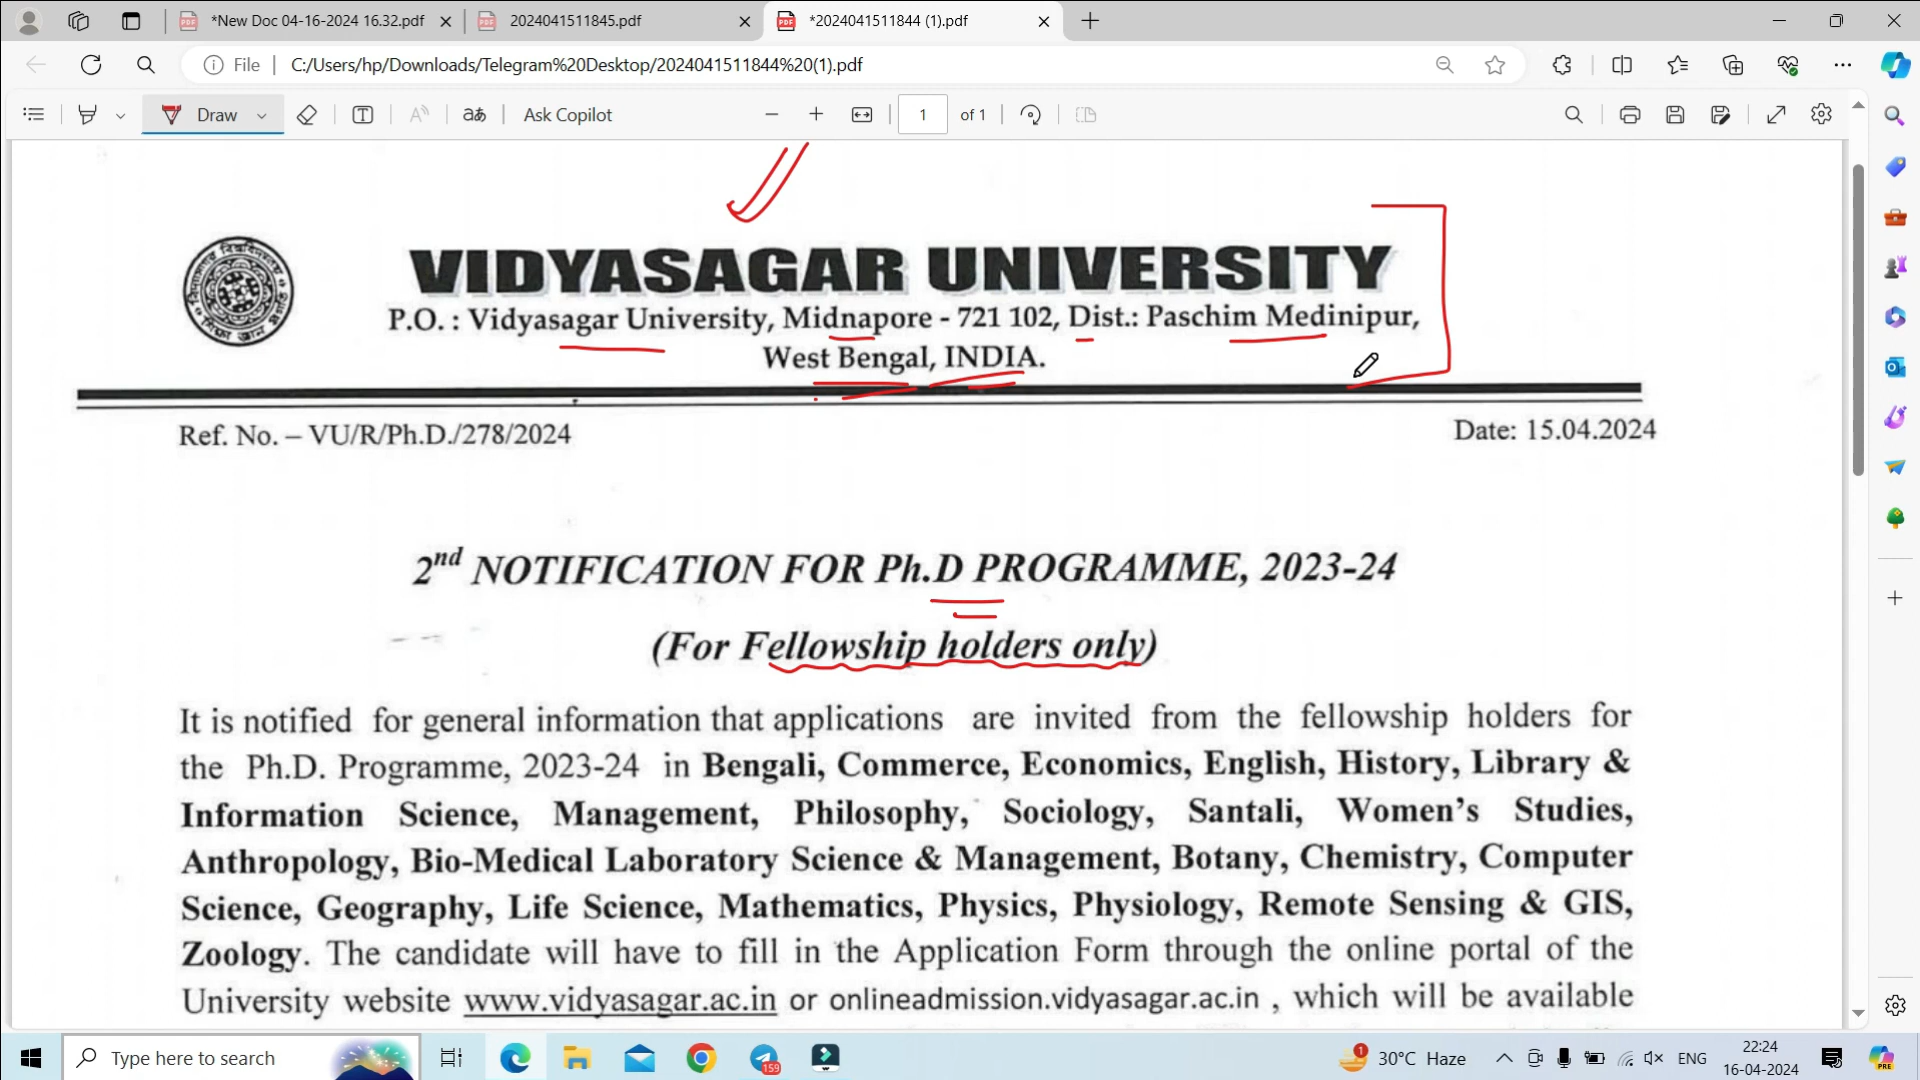 *New Doc 04-16-2024 16.32.pdf
2024041511845.pdf
*2024041511844 (1).pdf
File
C:/Users/hp/Downloads/Telegram%20Desktop/2024041511844%20(1).pdf
Draw
Ask Copilot
1
of 1
VIDYASAGAR UNIVERSITY
P.O. : Vidyasagar University, Midnapore - 721 102, Dist.: Paschim Medinipur,
West Bengal, INDIA.
Ref. No. – VU/R/Ph.D./278/2024
Date: 15.04.2024
2nd NOTIFICATION FOR Ph.D PROGRAMME, 2023-24
(For Fellowship holders only)
It is notified for general information that applications are invited from the fellowship holders for
the Ph.D. Programme, 2023-24 in Bengali, Commerce, Economics, English, History, Library &
Information Science, Management, Philosophy, Sociology, Santali, Women's Studies,
Anthropology, Bio-Medical Laboratory Science & Management, Botany, Chemistry, Computer
Science, Geography, Life Science, Mathematics, Physics, Physiology, Remote Sensing & GIS,
Zoology. The candidate will have to fill in the Application Form through the online portal of the
University website www.vidyasagar.ac.in or onlineadmission.vidyasagar.ac.in , which will be available
Type here to search
159
1
30°C Haze
ENG
22:24
16-04-2024
PRE